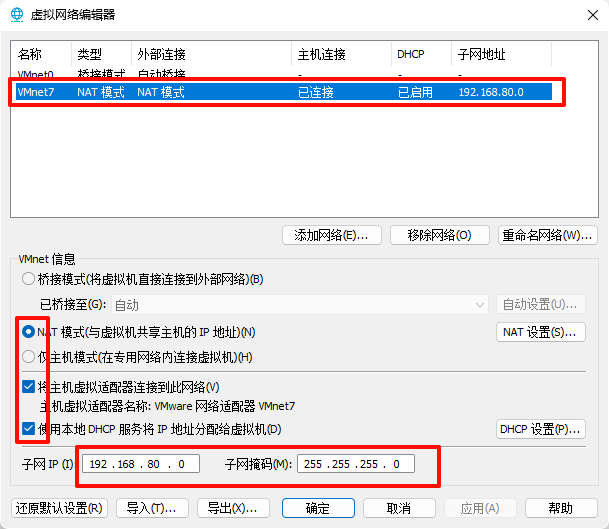 虚拟网络编辑器
名称 类型 外部连接 主机连接 DHCP 子网地址
VMnet0 桥接模式 自动桥接 - - -
VMnet7 NAT 模式 NAT 模式 已连接 已启用 192.168.80.0
添加网络(E)... 移除网络(O) 重命名网络(W)...
VMnet 信息
桥接模式(将虚拟机直接连接到外部网络)(B)
已桥接至(G): 自动 自动设置(U)...
NAT 模式(与虚拟机共享主机的 IP 地址)(N) NAT 设置(S)...
仅主机模式(在专用网络内连接虚拟机)(H)
将主机虚拟适配器连接到此网络(V)
主机虚拟适配器名称: VMware 网络适配器 VMnet7
使用本地 DHCP 服务将 IP 地址分配给虚拟机(D) DHCP 设置(P)...
子网 IP (I): 192 . 168 . 80 . 0 子网掩码(M): 255 . 255 . 255 . 0
还原默认设置(R) 导入(T)... 导出(X)... 确定 取消 应用(A) 帮助